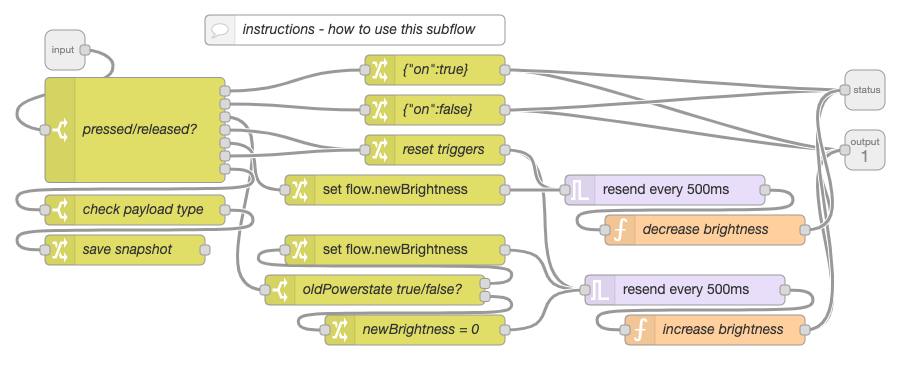 instructions - how to use this subflow
input
{"on":true}
status
pressed/released?
{"on":false}
output
1
reset triggers
set flow.newBrightness
resend every 500ms
check payload type
decrease brightness
save snapshot
set flow.newBrightness
oldPowerstate true/false?
resend every 500ms
newBrightness = 0
increase brightness